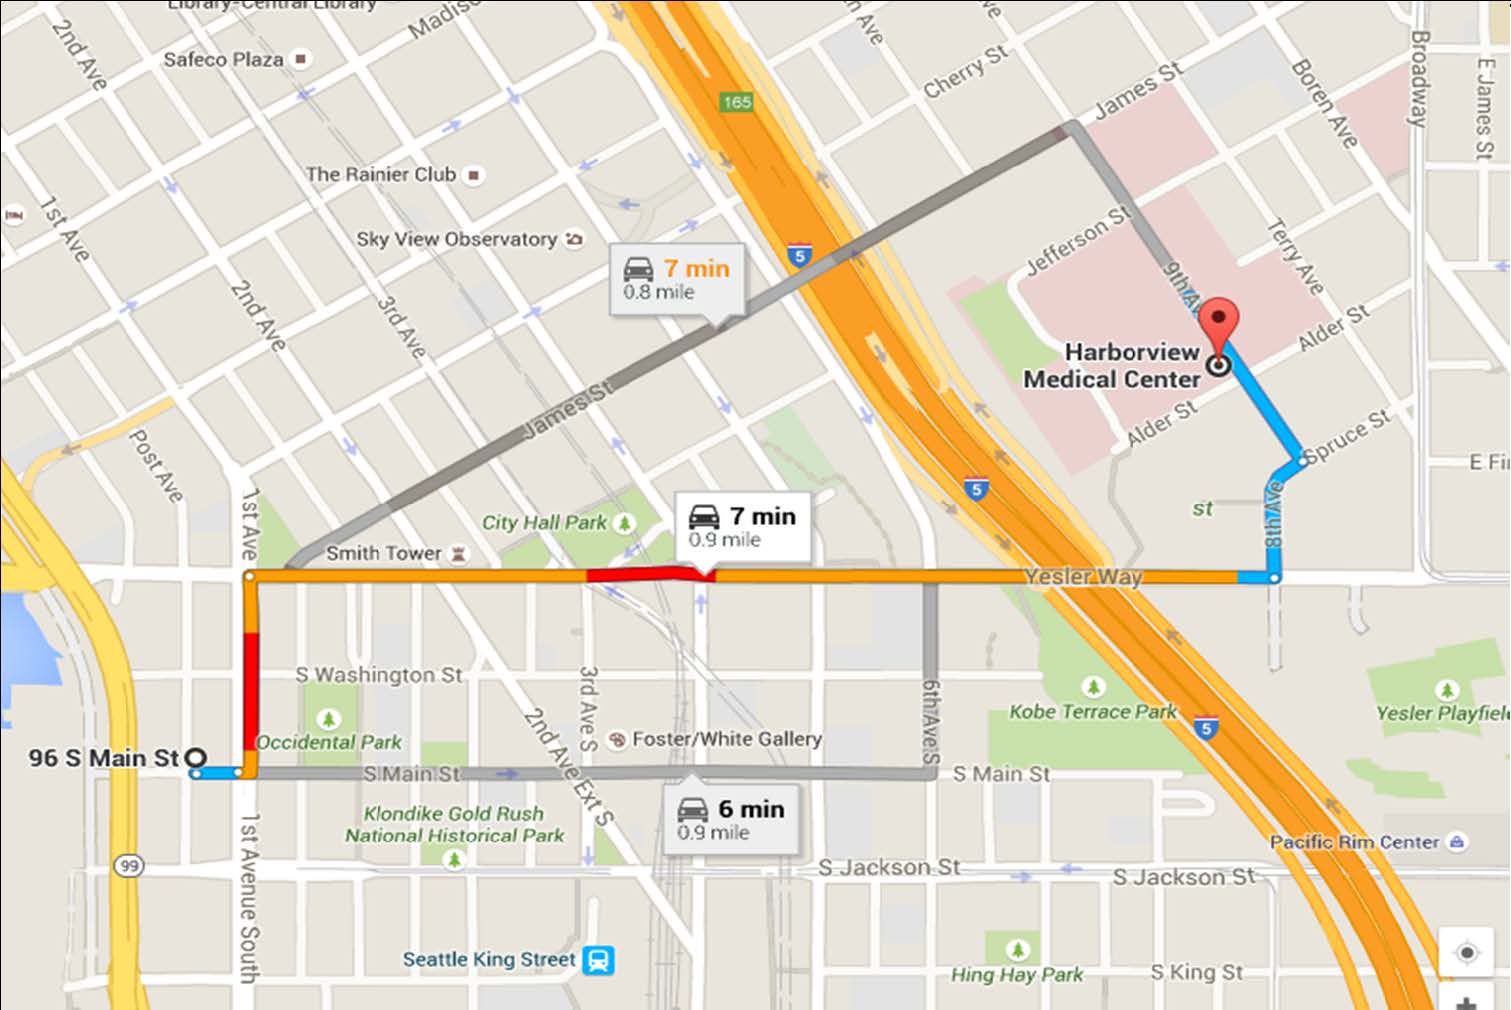 Library-Central Library
Madiso
2nd Ave
Safeco Plaza
165
Cherry St
James St
Boren Ave
Broadway
E James St
The Rainier Club
1st Ave
Sky View Observatory
5
7 min
0.8 mile
Jefferson St
9th Av
Terry Ave
2nd Ave
3rd Ave
Harborview
Medical Center
Alder St
Alder St
James St
Spruce St
Post Ave
E Fi
5
1st Ave
City Hall Park
7 min
0.9 mile
st
8th Ave
Smith Tower
Yesler Way
S Washington St
3rd Ave S
6th Ave S
Kobe Terrace Park
5
Yesler Playfiel
2nd Ave Ext S
Occidental Park
Foster/White Gallery
96 S Main St
S Main St
S Main St
6 min
0.9 mile
Klondike Gold Rush
National Historical Park
Pacific Rim Center
99
1st Avenue South
S Jackson St
S Jackson St
Seattle King Street
Hing Hay Park
S King St